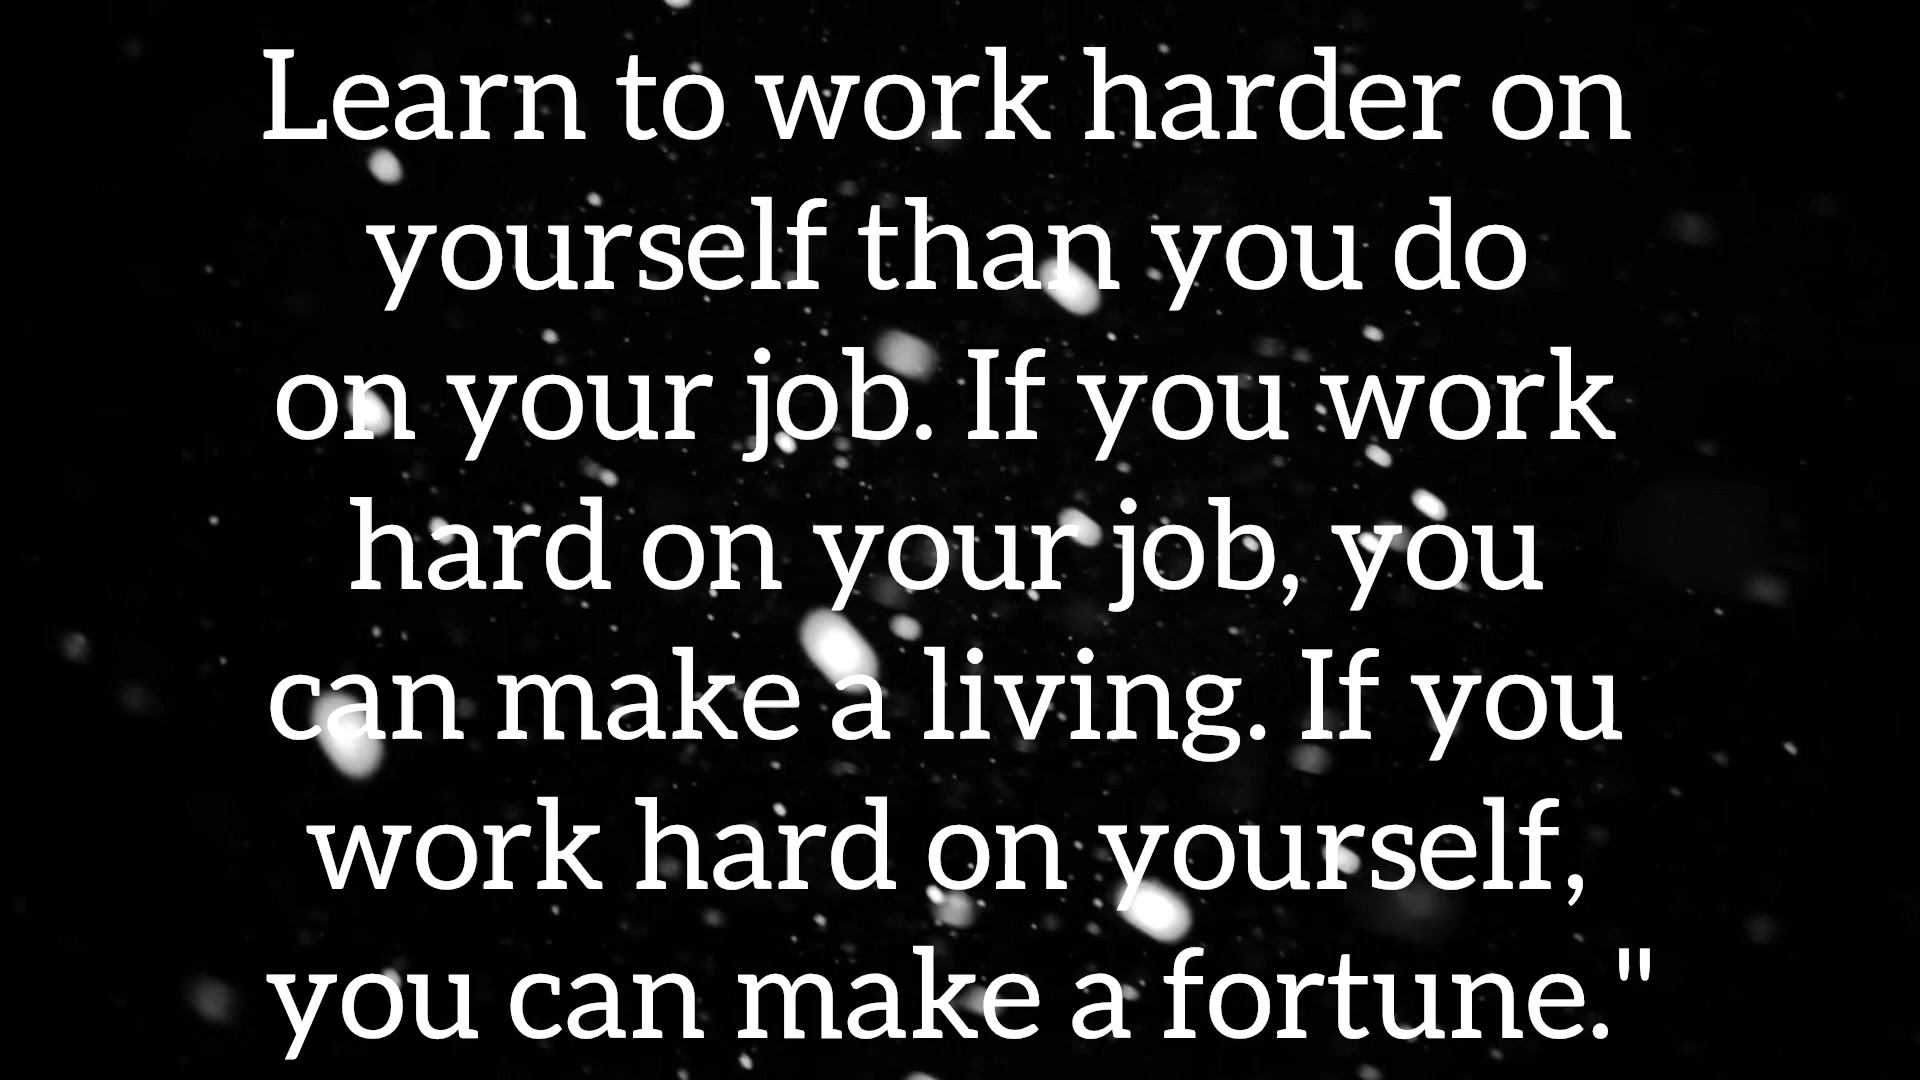 Learn to work harder on
yourself than you do
on your job. If you work
hard on your job, you
can make a living. If you
work hard on yourself,
you can make a fortune."